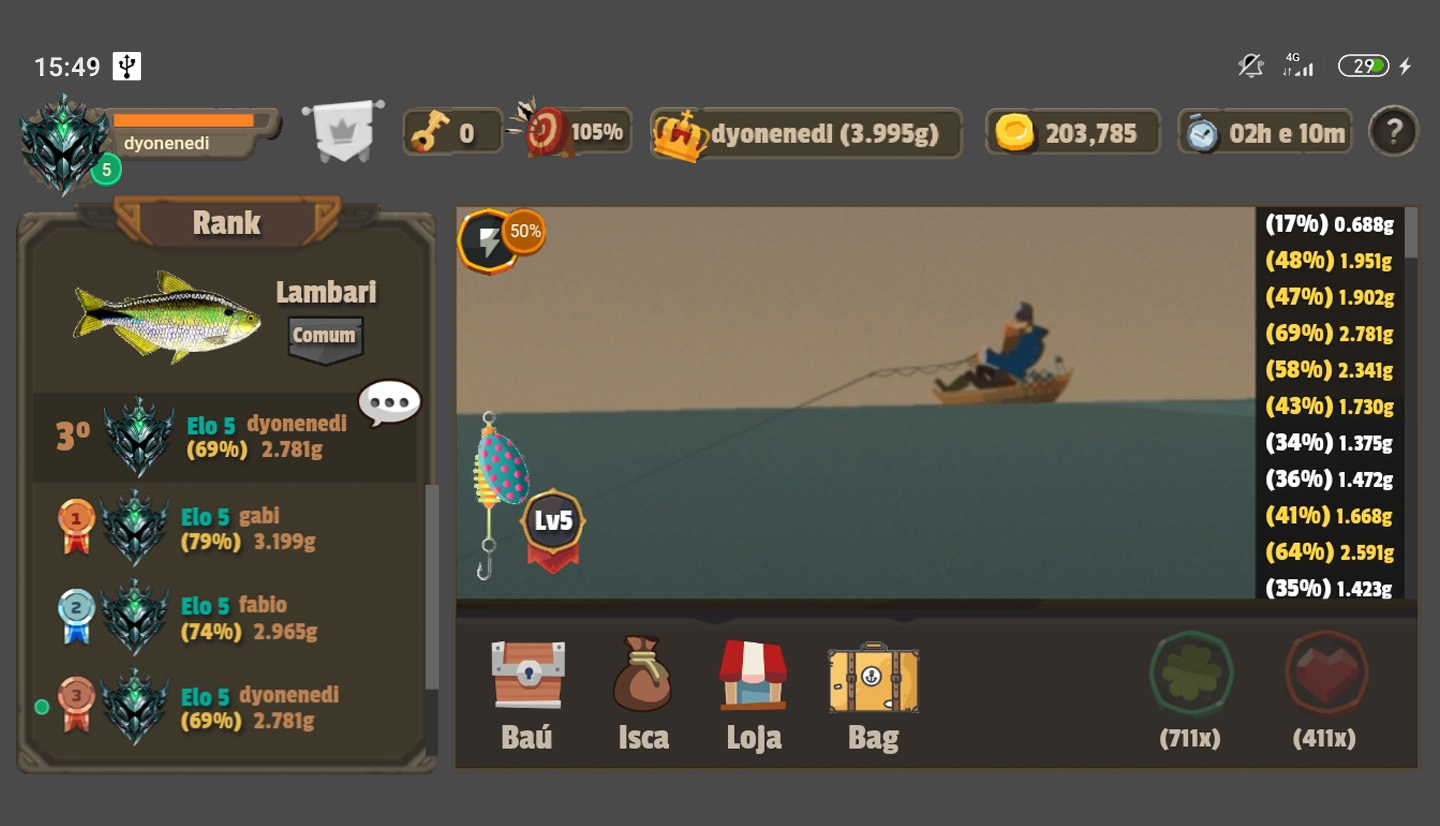 15:49
4G
29
dyonenedi
5
0
105%
dyonenedi (3.995g)
203,785
02h e 10m
?
Rank
Lambari
Comum
3º
Elo 5 dyonenedi
(69%) 2.781g
1
Elo 5 gabi
(79%) 3.199g
2
Elo 5 fabio
(74%) 2.965g
3
Elo 5 dyonenedi
(69%) 2.781g
50%
Lv5
(17%) 0.688g
(48%) 1.951g
(47%) 1.902g
(69%) 2.781g
(58%) 2.341g
(43%) 1.730g
(34%) 1.375g
(36%) 1.472g
(41%) 1.668g
(64%) 2.591g
(35%) 1.423g
Baú
Isca
Loja
Bag
(711x)
(411x)